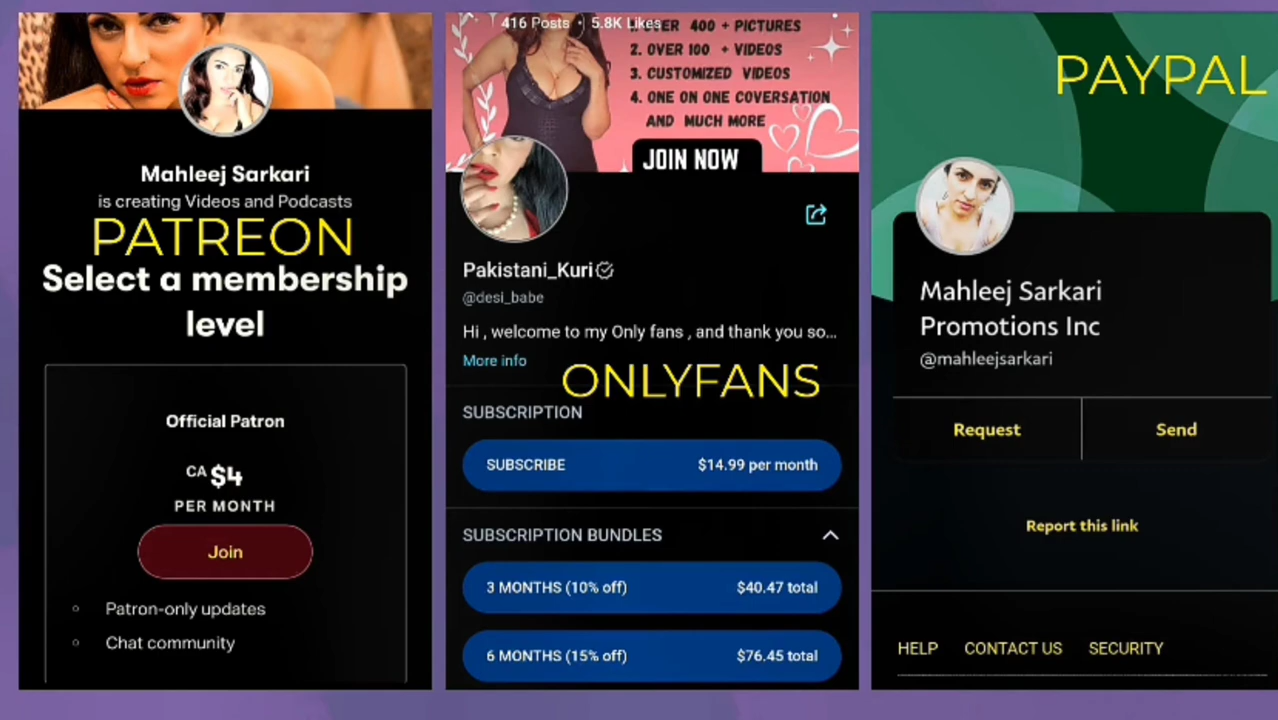 Mahleej Sarkari
is creating Videos and Podcasts
PATREON
Select a membership
level
Official Patron
CA $4
PER MONTH
Join
Patron-only updates
Chat community
416 Posts · 5.8K Likes
1. OVER 400 + PICTURES
2. OVER 100 + VIDEOS
3. CUSTOMIZED VIDEOS
4. ONE ON ONE COVERSATION
AND MUCH MORE
JOIN NOW
Pakistani_Kuri
@desi_babe
Hi , welcome to my Only fans , and thank you so...
More info
ONLYFANS
SUBSCRIPTION
SUBSCRIBE $14.99 per month
SUBSCRIPTION BUNDLES
3 MONTHS (10% off) $40.47 total
6 MONTHS (15% off) $76.45 total
PAYPAL
Mahleej Sarkari
Promotions Inc
@mahleejsarkari
Request Send
Report this link
HELP CONTACT US SECURITY